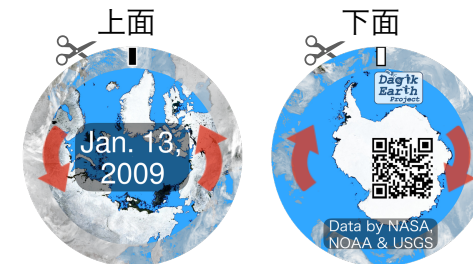 上面
下面
Jan. 13,
2009
Dagik
Earth
Project
Data by NASA,
NOAA & USGS